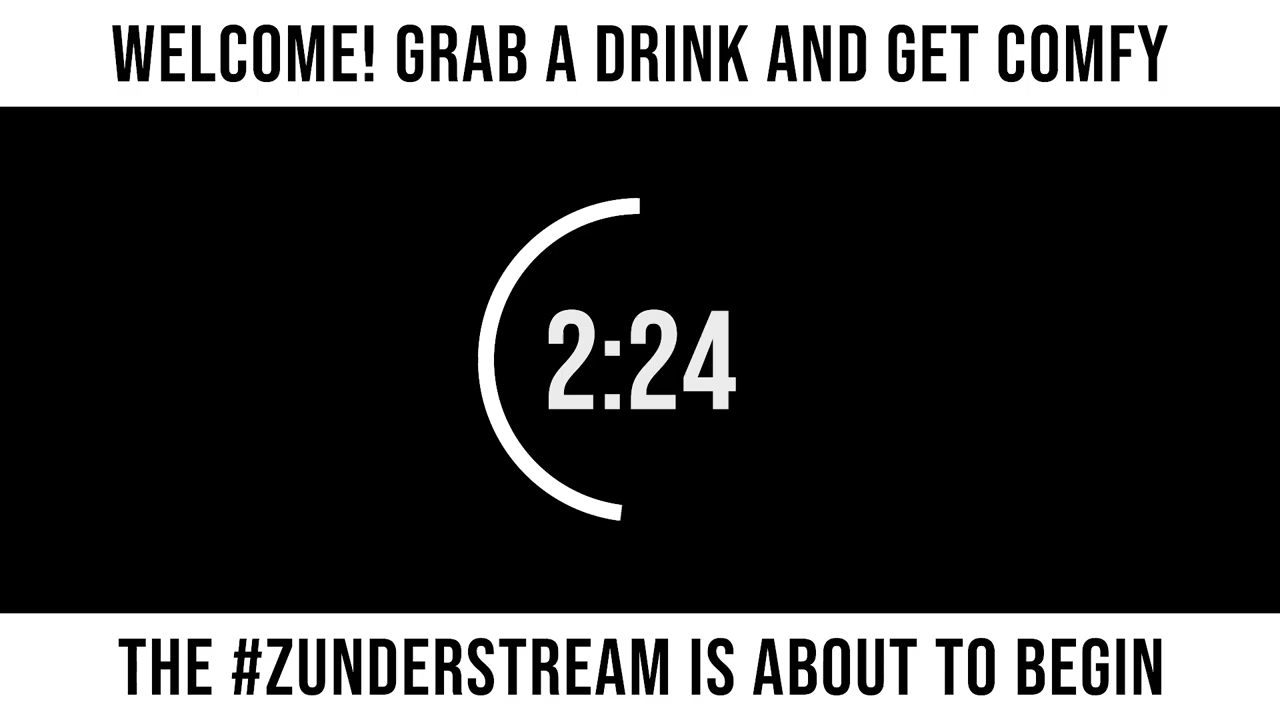 WELCOME! GRAB A DRINK AND GET COMFY
2:24
THE #ZUNDERSTREAM IS ABOUT TO BEGIN